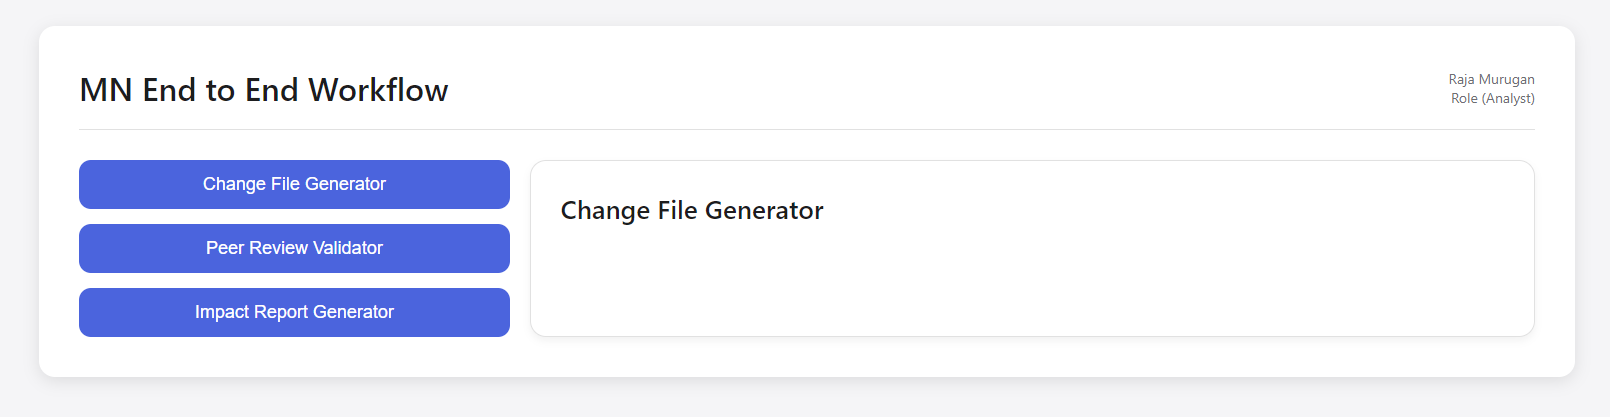 MN End to End Workflow
Raja Murugan
Role (Analyst)
Change File Generator
Peer Review Validator
Impact Report Generator
Change File Generator